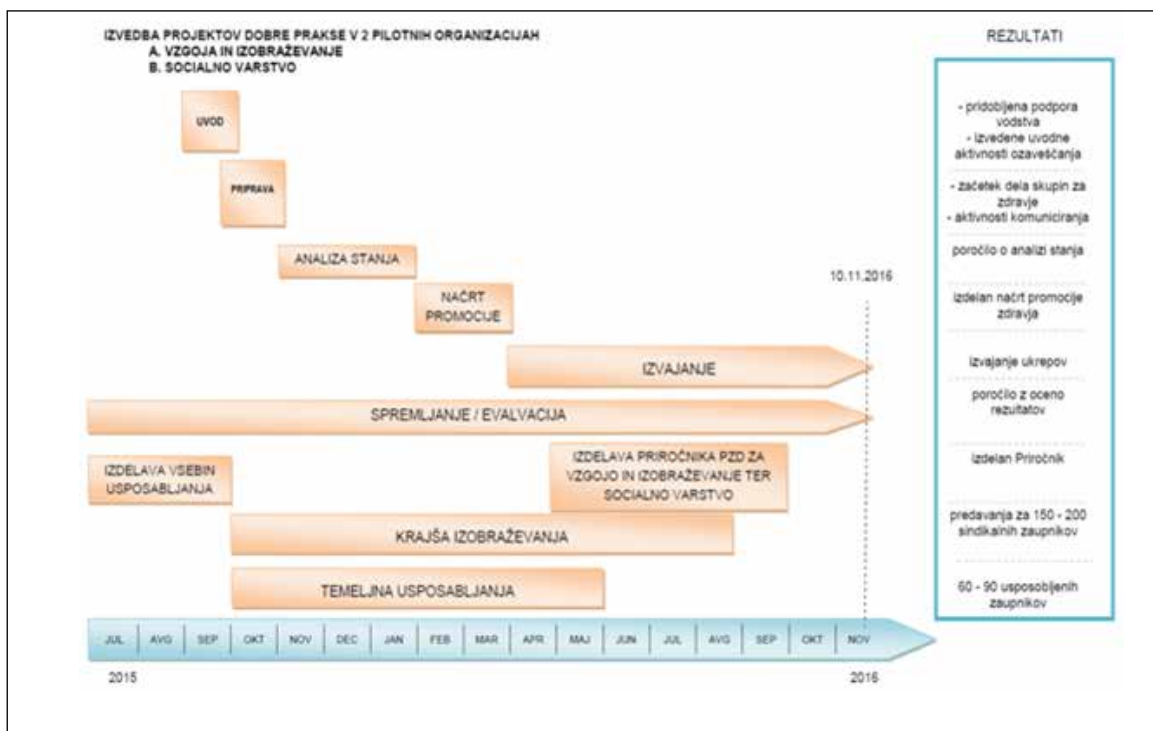 IZVEDBA PROJEKTOV DOBRE PRAKSE V 2 PILOTNIH ORGANIZACIJAH
A. VZGOJA IN IZOBRAŽEVANJE
B. SOCIALNO VARSTVO
UVOD
PRIPRAVA
ANALIZA STANJA
NAČRT
PROMOCIJE
10.11.2016
IZVAJANJE
SPREMLJANJE / EVALVACIJA
IZDELAVA VSEBIN
USPOSABLJANJA
IZDELAVA PRIROČNIKA PZD ZA
VZGOJO IN IZOBRAŽEVANJE TER
SOCIALNO VARSTVO
KRAJŠA IZOBRAŽEVANJA
TEMELJNA USPOSABLJANJA
JUL AVG SEP OKT NOV DEC JAN FEB MAR APR MAJ JUN JUL AVG SEP OKT NOV
2015 2016
REZULTATI
- pridobljena podpora
vodstva
- izvedene uvodne
aktivnosti ozaveščanja
- začetek dela skupin za
zdravje
- aktivnosti komuniciranja
poročilo o analizi stanja
izdelan načrt promocije
zdravja
izvajanje ukrepov
poročilo z oceno
rezultatov
izdelan Priročnik
predavanja za 150 - 200
sindikalnih zaupnikov
60 - 90 usposobljenih
zaupnikov